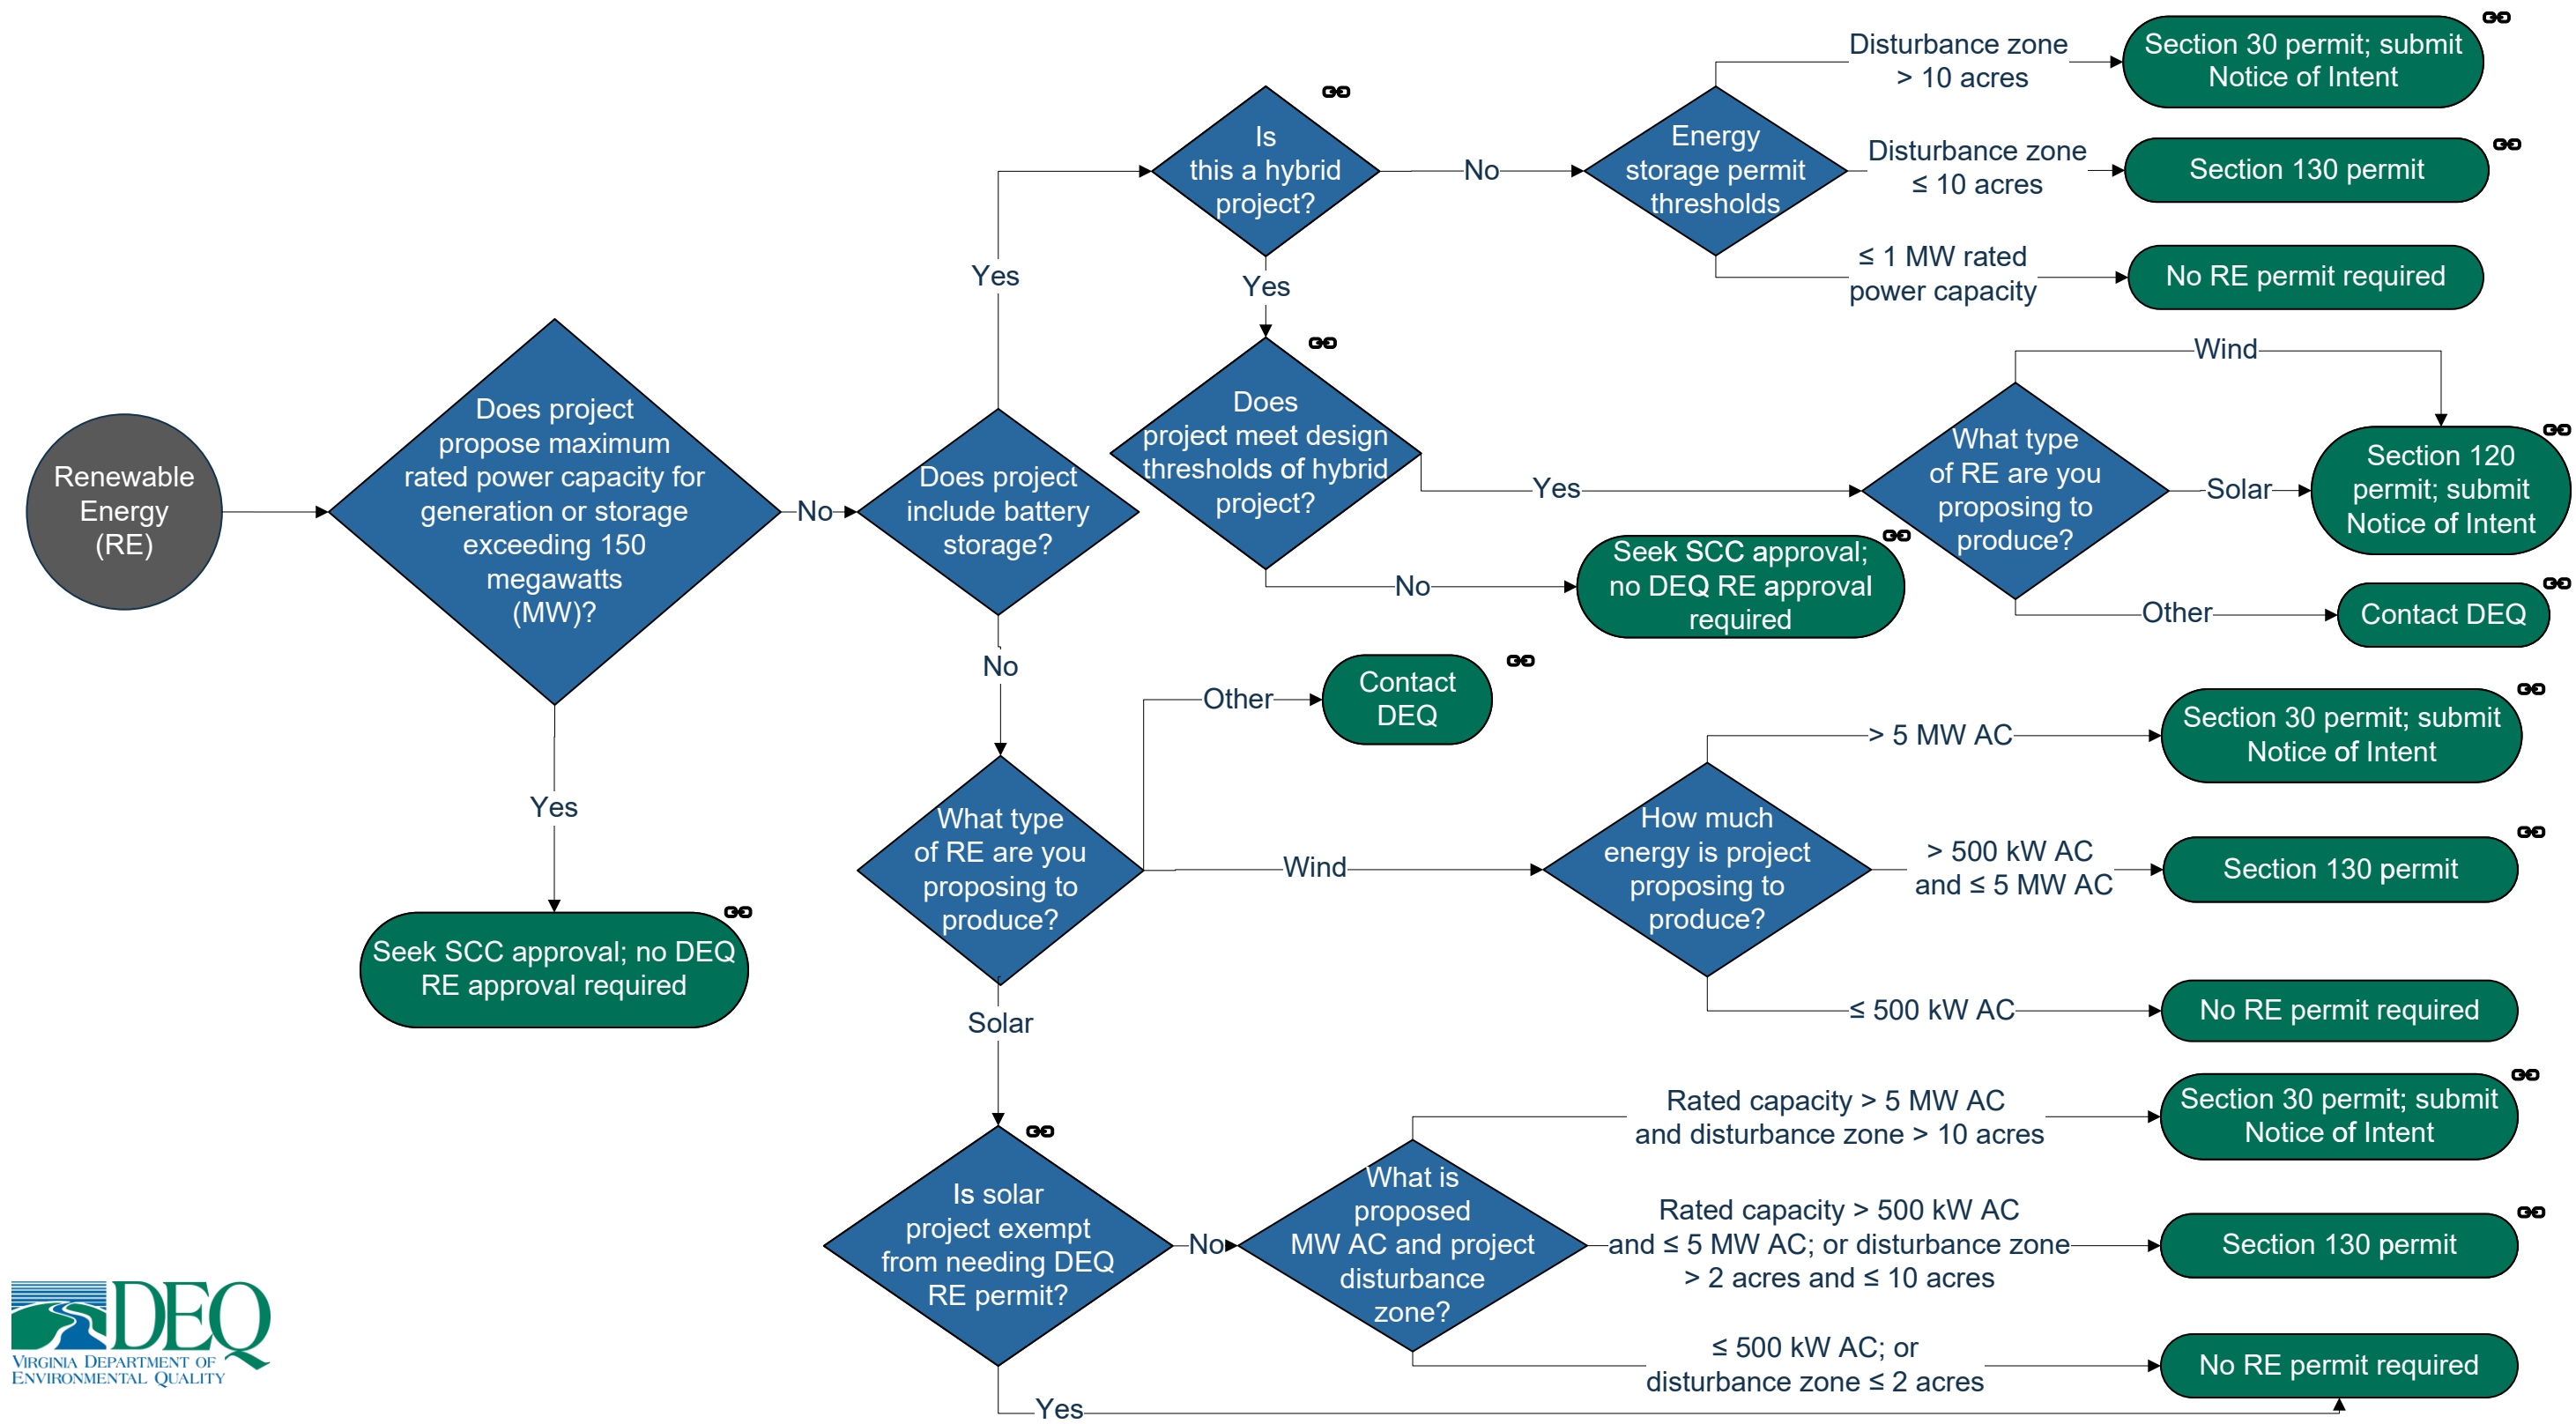 Renewable
Energy
(RE)
Does project
propose maximum
rated power capacity for
generation or storage
exceeding 150
megawatts
(MW)?
Yes
Seek SCC approval; no DEQ
RE approval required
No
Does project
include battery
storage?
Yes
Is
this a hybrid
project?
No
Energy
storage permit
thresholds
Disturbance zone
> 10 acres
Section 30 permit; submit
Notice of Intent
Disturbance zone
≤ 10 acres
Section 130 permit
≤ 1 MW rated
power capacity
No RE permit required
Yes
Does
project meet design
thresholds of hybrid
project?
Yes
What type
of RE are you
proposing to
produce?
Wind
Solar
Section 120
permit; submit
Notice of Intent
Other
Contact DEQ
No
Seek SCC approval;
no DEQ RE approval
required
No
What type
of RE are you
proposing to
produce?
Other
Contact
DEQ
Wind
How much
energy is project
proposing to
produce?
> 5 MW AC
Section 30 permit; submit
Notice of Intent
> 500 kW AC
and ≤ 5 MW AC
Section 130 permit
≤ 500 kW AC
No RE permit required
Solar
Is solar
project exempt
from needing DEQ
RE permit?
No
What is
proposed
MW AC and project
disturbance
zone?
Rated capacity > 5 MW AC
and disturbance zone > 10 acres
Section 30 permit; submit
Notice of Intent
Rated capacity > 500 kW AC
and ≤ 5 MW AC; or disturbance zone
> 2 acres and ≤ 10 acres
Section 130 permit
≤ 500 kW AC; or
disturbance zone ≤ 2 acres
No RE permit required
Yes
DEQ
VIRGINIA DEPARTMENT OF
ENVIRONMENTAL QUALITY